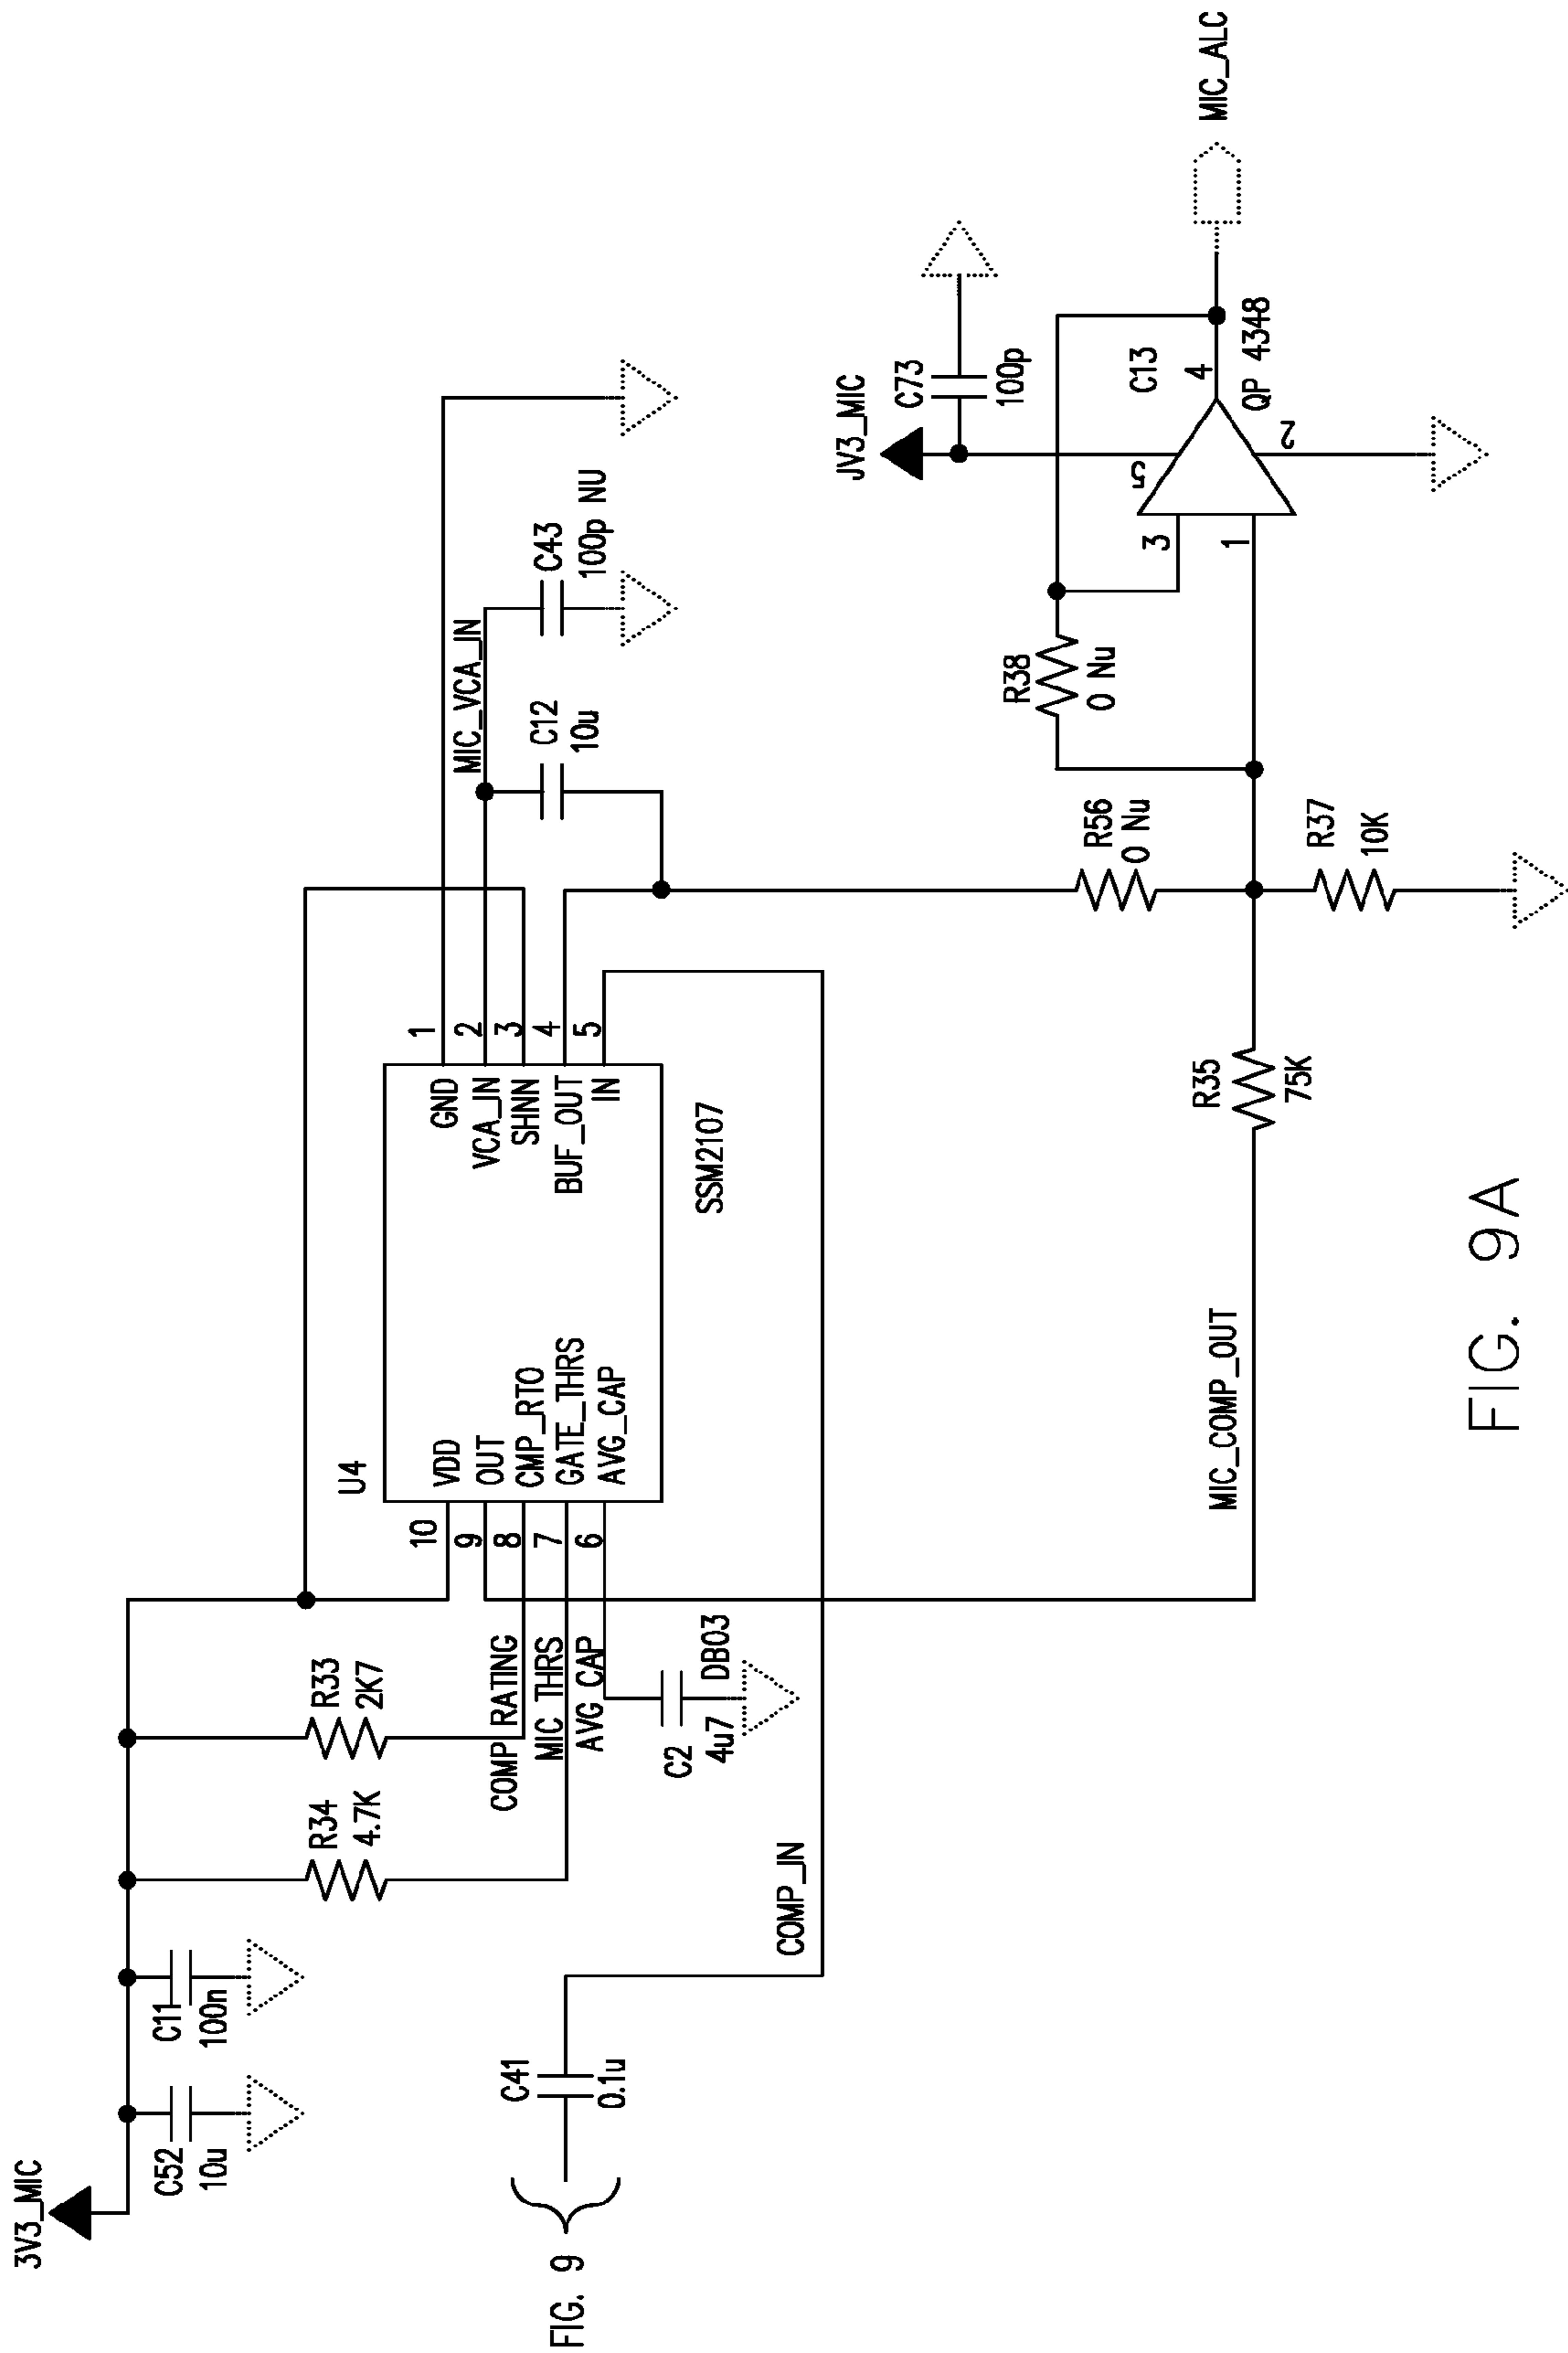 3V3_MIC
C52
10u
C11
100n
R34
4.7K
R33
2K7
FIG. 9
C41
0.1u
COMP_IN
COMP RATING
MIC THRS
AVG CAP
C2
4u7
DB03
U4
10
9
8
7
6
VDD
OUT
CMP_RTO
GATE_THRS
AVG_CAP
GND
VCA_IN
SHNN
BUF_OUT
IN
SSM2107
1
2
3
4
5
MIC_VCA_IN
C12
10u
C43
100p NU
MIC_COMP_OUT
R35
75K
R56
0 Nu
R37
10K
R38
0 Nu
JV3_MIC
C73
100p
3
1
5
2
4
C13
QP 4348
MIC_ALC
FIG. 9A